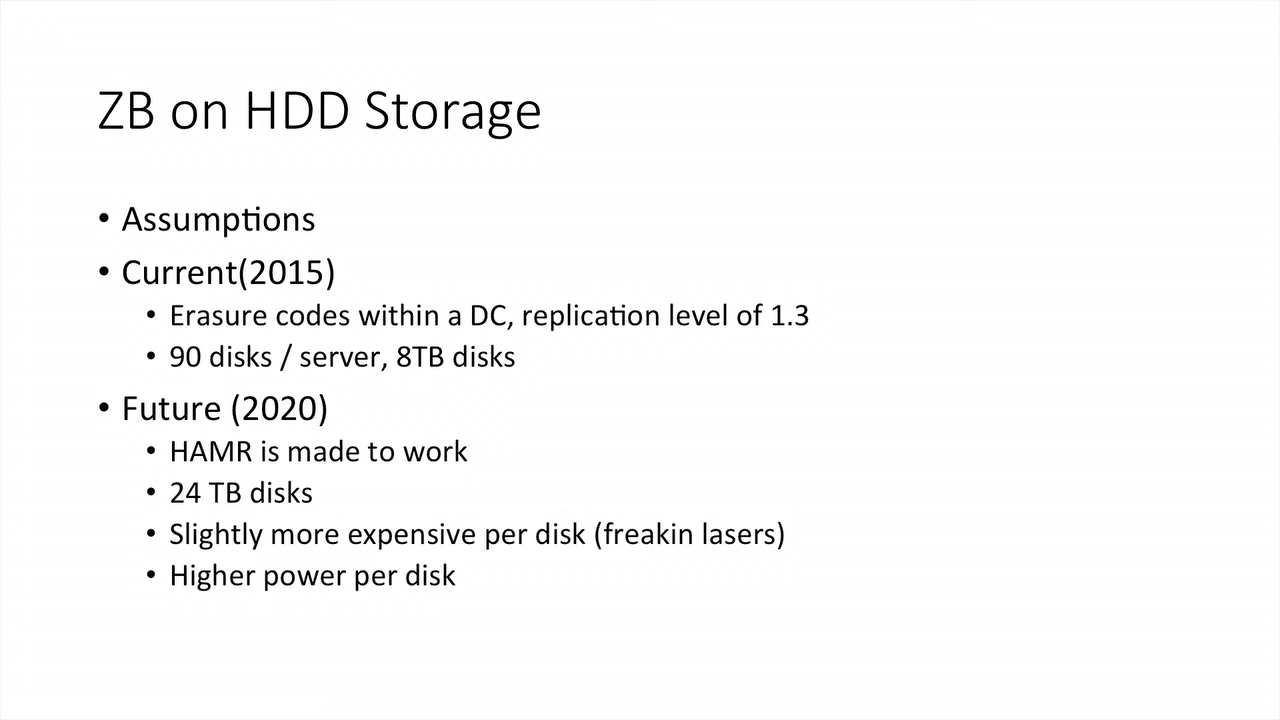 ZB on HDD Storage
• Assumptions
• Current(2015)
• Erasure codes within a DC, replication level of 1.3
• 90 disks / server, 8TB disks
• Future (2020)
• HAMR is made to work
• 24 TB disks
• Slightly more expensive per disk (freakin lasers)
• Higher power per disk